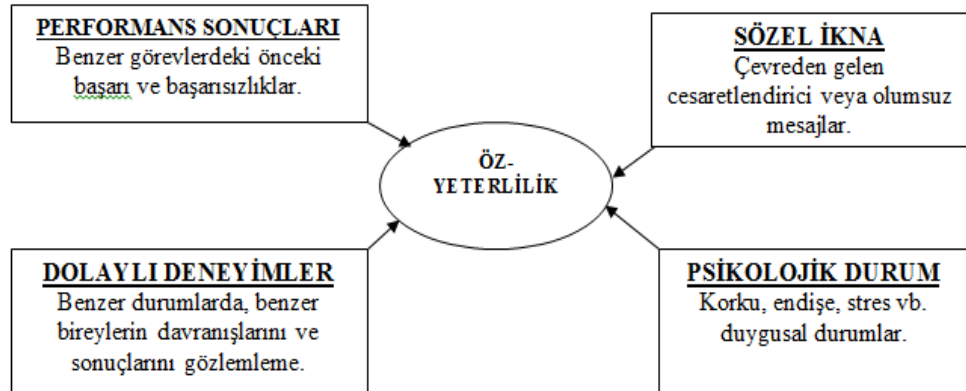 PERFORMANS SONUÇLARI
Benzer görevlerdeki önceki
başarı ve başarısızlıklar.
SÖZEL İKNA
Çevreden gelen
cesaretlendirici veya olumsuz
mesajlar.
ÖZ-
YETERLİLİK
DOLAYLI DENEYİMLER
Benzer durumlarda, benzer
bireylerin davranışlarını ve
sonuçlarını gözlemleme.
PSİKOLOJİK DURUM
Korku, endişe, stres vb.
duygusal durumlar.